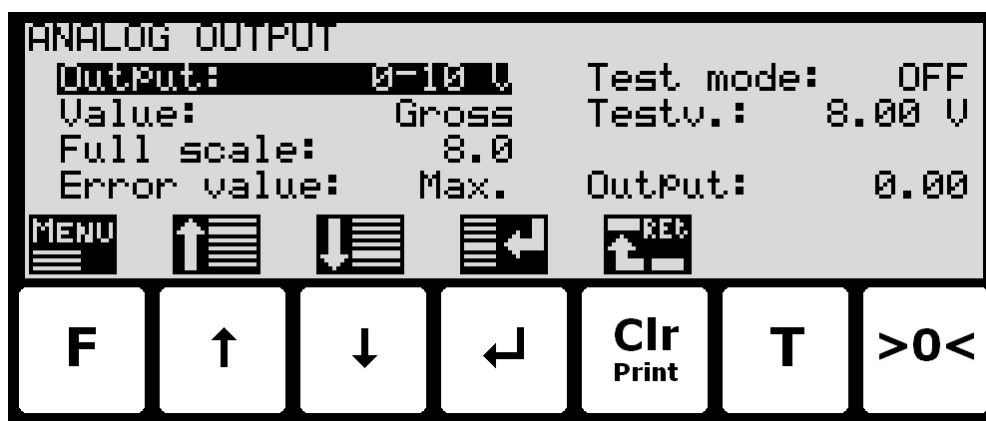 ANALOG OUTPUT
Output: 0-10 V Test mode: OFF
Value: Gross Testv.: 8.00 V
Full scale: 8.0
Error value: Max. Output: 0.00
MENU REt
F ↑ ↓ ↵ Clr T >0<
Print